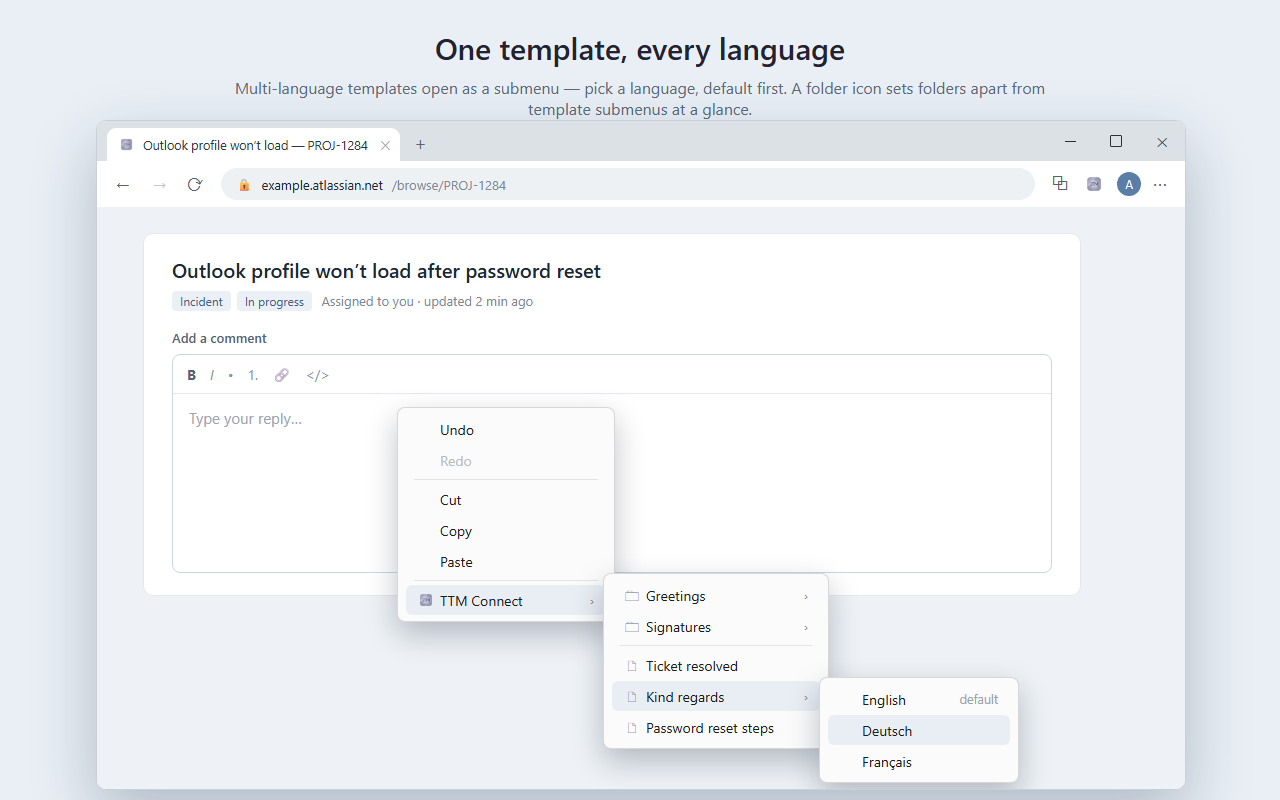 One template, every language
Multi-language templates open as a submenu — pick a language, default first. A folder icon sets folders apart from
template submenus at a glance.
Outlook profile won’t load — PROJ-1284
example.atlassian.net /browse/PROJ-1284
A
Outlook profile won’t load after password reset
Incident In progress Assigned to you · updated 2 min ago
Add a comment
B I • 1. </>
Type your reply...
Undo
Redo
Cut
Copy
Paste
TTM Connect
Greetings
Signatures
Ticket resolved
Kind regards
Password reset steps
English default
Deutsch
Français